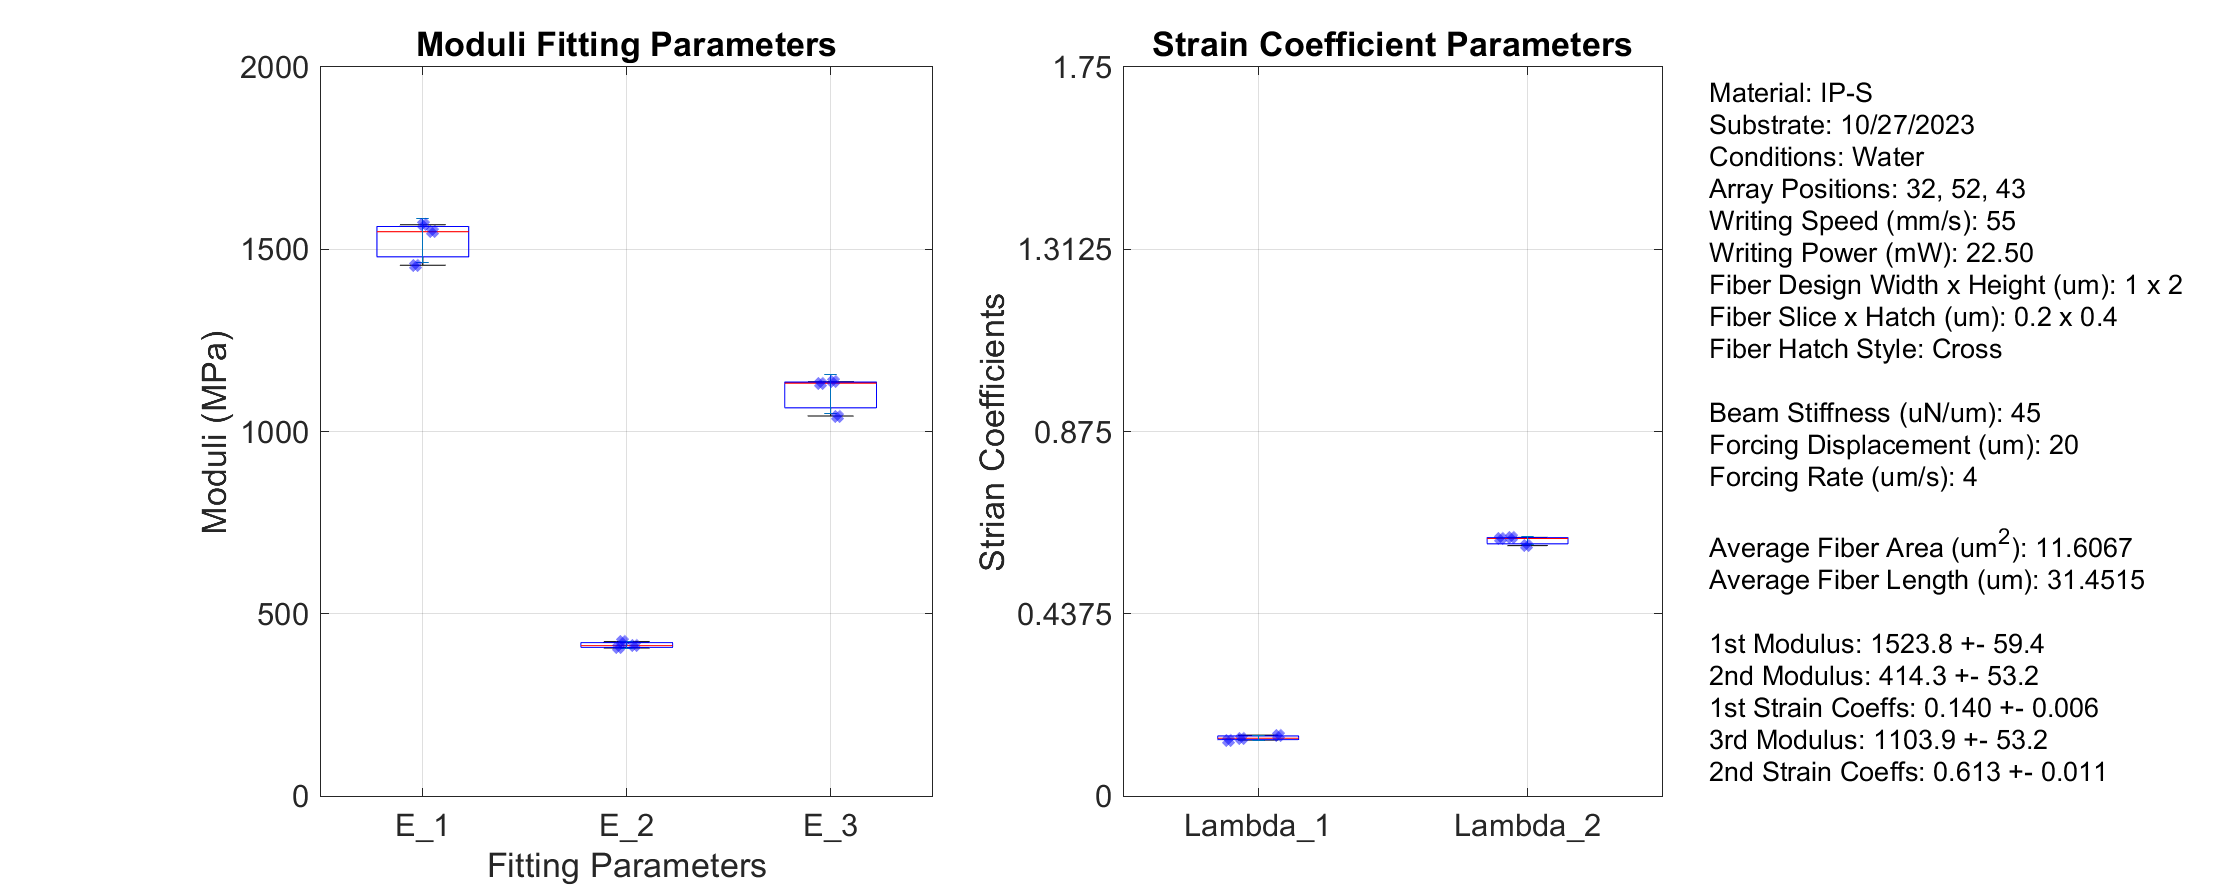 Moduli Fitting Parameters
2000
1500
1000
500
0
Moduli (MPa)
E_1
E_2
E_3
Fitting Parameters
Strain Coefficient Parameters
1.75
1.3125
0.875
0.4375
0
Strian Coefficients
Lambda_1
Lambda_2
Material: IP-S
Substrate: 10/27/2023
Conditions: Water
Array Positions: 32, 52, 43
Writing Speed (mm/s): 55
Writing Power (mW): 22.50
Fiber Design Width x Height (um): 1 x 2
Fiber Slice x Hatch (um): 0.2 x 0.4
Fiber Hatch Style: Cross
Beam Stiffness (uN/um): 45
Forcing Displacement (um): 20
Forcing Rate (um/s): 4
Average Fiber Area (um²): 11.6067
Average Fiber Length (um): 31.4515
1st Modulus: 1523.8 +- 59.4
2nd Modulus: 414.3 +- 53.2
1st Strain Coeffs: 0.140 +- 0.006
3rd Modulus: 1103.9 +- 53.2
2nd Strain Coeffs: 0.613 +- 0.011